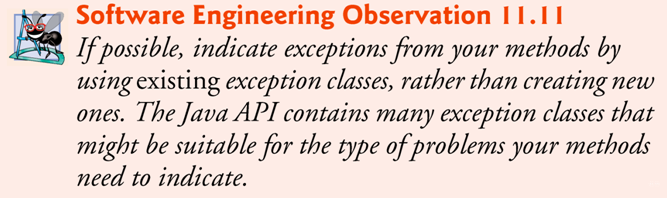 Software Engineering Observation 11.11
If possible, indicate exceptions from your methods by
using existing exception classes, rather than creating new
ones. The Java API contains many exception classes that
might be suitable for the type of problems your methods
need to indicate.